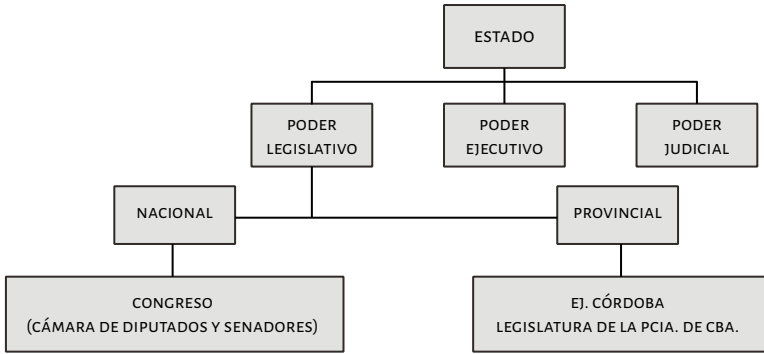 ESTADO
PODER
LEGISLATIVO
PODER
EJECUTIVO
PODER
JUDICIAL
NACIONAL
PROVINCIAL
CONGRESO
(CÁMARA DE DIPUTADOS Y SENADORES)
EJ. CÓRDOBA
LEGISLATURA DE LA PCIA. DE CBA.